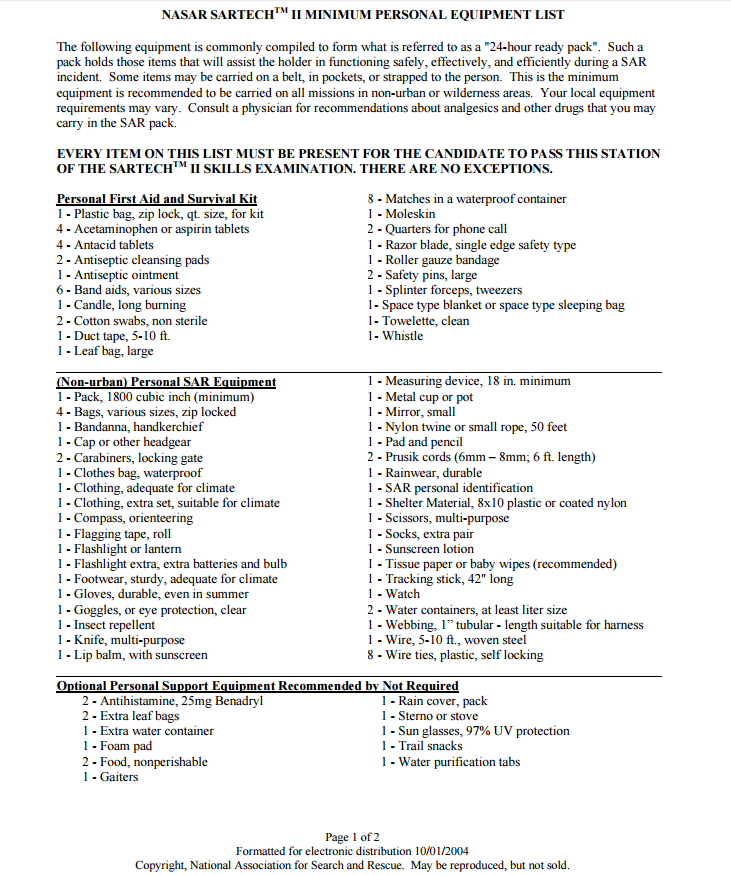 NASAR SARTECH™ II MINIMUM PERSONAL EQUIPMENT LIST
The following equipment is commonly compiled to form what is referred to as a "24-hour ready pack". Such a
pack holds those items that will assist the holder in functioning safely, effectively, and efficiently during a SAR
incident. Some items may be carried on a belt, in pockets, or strapped to the person. This is the minimum
equipment is recommended to be carried on all missions in non-urban or wilderness areas. Your local equipment
requirements may vary. Consult a physician for recommendations about analgesics and other drugs that you may
carry in the SAR pack.
EVERY ITEM ON THIS LIST MUST BE PRESENT FOR THE CANDIDATE TO PASS THIS STATION
OF THE SARTECH™ II SKILLS EXAMINATION. THERE ARE NO EXCEPTIONS.
Personal First Aid and Survival Kit
1 - Plastic bag, zip lock, qt. size, for kit
4 - Acetaminophen or aspirin tablets
4 - Antacid tablets
2 - Antiseptic cleansing pads
1 - Antiseptic ointment
6 - Band aids, various sizes
1 - Candle, long burning
2 - Cotton swabs, non sterile
1 - Duct tape, 5-10 ft.
1 - Leaf bag, large
8 - Matches in a waterproof container
1 - Moleskin
2 - Quarters for phone call
1 - Razor blade, single edge safety type
1 - Roller gauze bandage
2 - Safety pins, large
1 - Splinter forceps, tweezers
1- Space type blanket or space type sleeping bag
1- Towelette, clean
1- Whistle
(Non-urban) Personal SAR Equipment
1 - Pack, 1800 cubic inch (minimum)
4 - Bags, various sizes, zip locked
1 - Bandanna, handkerchief
1 - Cap or other headgear
2 - Carabiners, locking gate
1 - Clothes bag, waterproof
1 - Clothing, adequate for climate
1 - Clothing, extra set, suitable for climate
1 - Compass, orienteering
1 - Flagging tape, roll
1 - Flashlight or lantern
1 - Flashlight extra, extra batteries and bulb
1 - Footwear, sturdy, adequate for climate
1 - Gloves, durable, even in summer
1 - Goggles, or eye protection, clear
1 - Insect repellent
1 - Knife, multi-purpose
1 - Lip balm, with sunscreen
1 - Measuring device, 18 in. minimum
1 - Metal cup or pot
1 - Mirror, small
1 - Nylon twine or small rope, 50 feet
1 - Pad and pencil
2 - Prusik cords (6mm – 8mm; 6 ft. length)
1 - Rainwear, durable
1 - SAR personal identification
1 - Shelter Material, 8x10 plastic or coated nylon
1 - Scissors, multi-purpose
1 - Socks, extra pair
1 - Sunscreen lotion
1 - Tissue paper or baby wipes (recommended)
1 - Tracking stick, 42" long
1 - Watch
2 - Water containers, at least liter size
1 - Webbing, 1” tubular - length suitable for harness
1 - Wire, 5-10 ft., woven steel
8 - Wire ties, plastic, self locking
Optional Personal Support Equipment Recommended by Not Required
2 - Antihistamine, 25mg Benadryl
2 - Extra leaf bags
1 - Extra water container
1 - Foam pad
2 - Food, nonperishable
1 - Gaiters
1 - Rain cover, pack
1 - Sterno or stove
1 - Sun glasses, 97% UV protection
1 - Trail snacks
1 - Water purification tabs
Page 1 of 2
Formatted for electronic distribution 10/01/2004
Copyright, National Association for Search and Rescue. May be reproduced, but not sold.